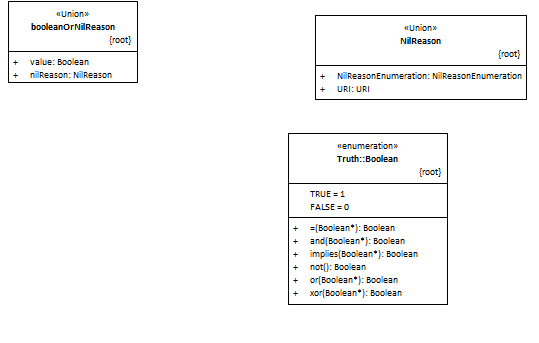 «Union»
booleanOrNilReason
{root}
+ value: Boolean
+ nilReason: NilReason
«Union»
NilReason
{root}
+ NilReasonEnumeration: NilReasonEnumeration
+ URI: URI
«enumeration»
Truth::Boolean
{root}
TRUE = 1
FALSE = 0
+ =(Boolean*): Boolean
+ and(Boolean*): Boolean
+ implies(Boolean*): Boolean
+ not(): Boolean
+ or(Boolean*): Boolean
+ xor(Boolean*): Boolean